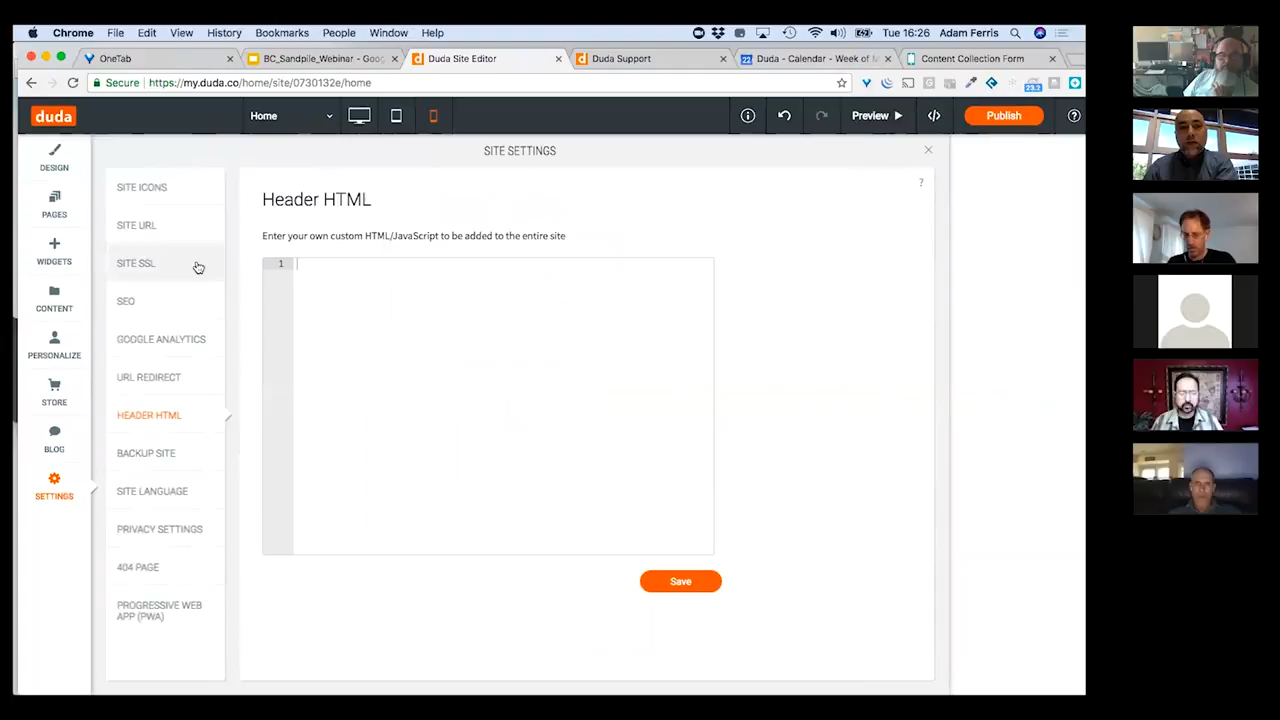 Chrome File Edit View History Bookmarks People Window Help
Tue 16:26 Adam Ferris
OneTab
BC_Sandpile_Webinar - Goog
Duda Site Editor
Duda Support
22 Duda - Calendar - Week of M
Content Collection Form
Secure https://my.duda.co/home/site/0730132e/home
23.2
duda
Home
Preview
Publish
DESIGN
PAGES
WIDGETS
CONTENT
PERSONALIZE
STORE
BLOG
SETTINGS
SITE SETTINGS
SITE ICONS
SITE URL
SITE SSL
SEO
GOOGLE ANALYTICS
URL REDIRECT
HEADER HTML
BACKUP SITE
SITE LANGUAGE
PRIVACY SETTINGS
404 PAGE
PROGRESSIVE WEB
APP (PWA)
?
Header HTML
Enter your own custom HTML/JavaScript to be added to the entire site
1
Save